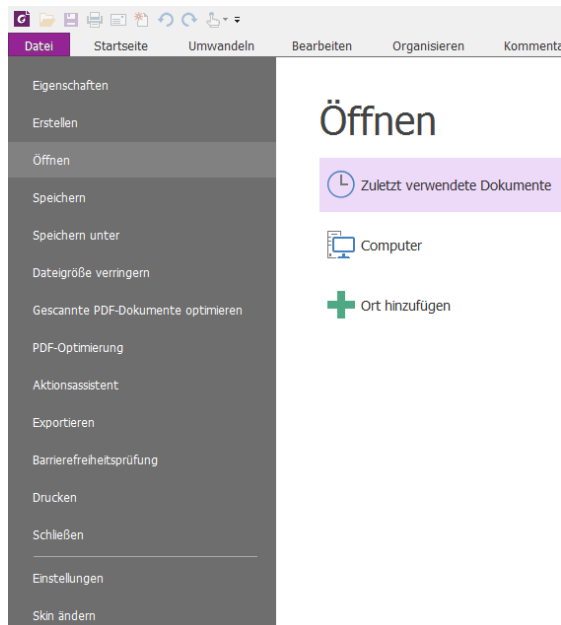 Datei Startseite Umwandeln Bearbeiten Organisieren
Eigenschaften
Erstellen
Öffnen
Speichern
Speichern unter
Dateigröße verringern
Gescannte PDF-Dokumente optimieren
PDF-Optimierung
Aktionsassistent
Exportieren
Barrierefreiheitsprüfung
Drucken
Schließen
Einstellungen
Skin ändern
Öffnen
Zuletzt verwendete Dokumente
Computer
Ort hinzufügen